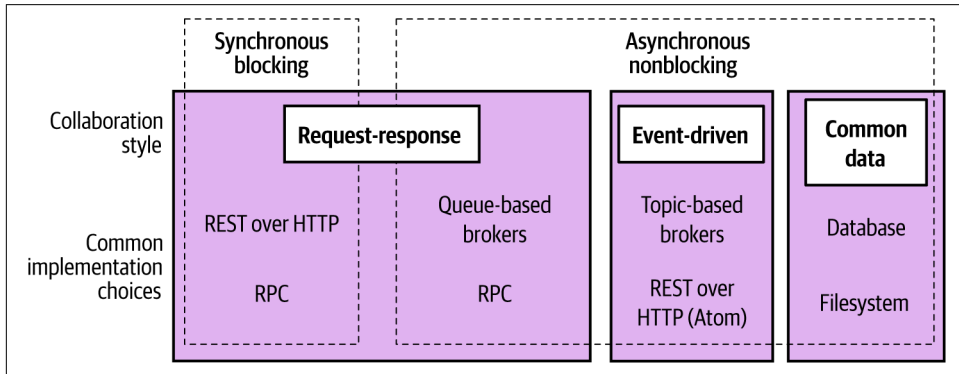 Synchronous
blocking
Asynchronous
nonblocking
Collaboration
style
Request-response
Event-driven
Common
data
Common
implementation
choices
REST over HTTP
RPC
Queue-based
brokers
RPC
Topic-based
brokers
REST over
HTTP (Atom)
Database
Filesystem